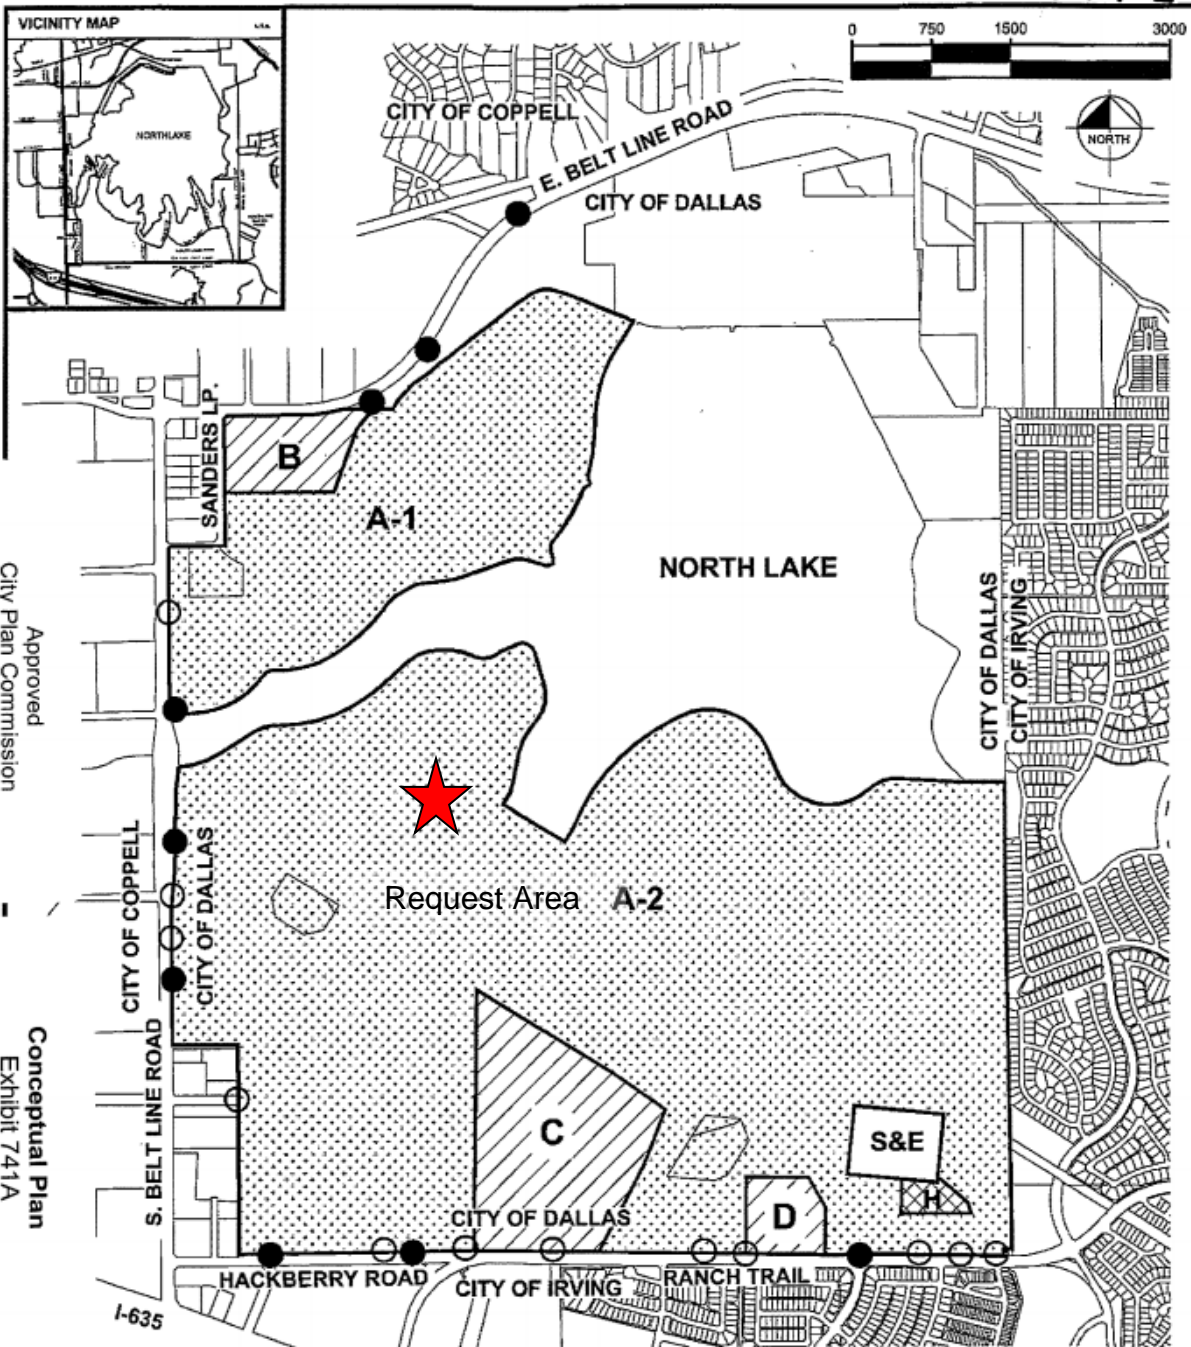 VICINITY MAP
NORTHLAKE
0 750 1500 3000
NORTH
CITY OF COPPELL
E. BELT LINE ROAD
CITY OF DALLAS
SANDERS LP.
B
A-1
NORTH LAKE
CITY OF DALLAS
CITY OF IRVING
Approved
City Plan Commission
CITY OF COPPELL
CITY OF DALLAS
Request Area A-2
S. BELT LINE ROAD
Conceptual Plan
Exhibit 741A
C
S&E
H
D
CITY OF DALLAS
HACKBERRY ROAD
CITY OF IRVING
RANCH TRAIL
I-635